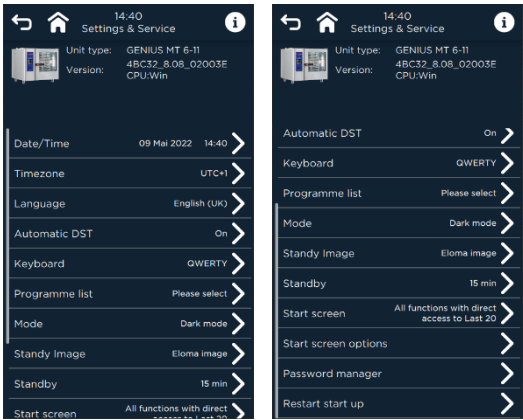 14:40
Settings & Service
i
Unit type: GENIUS MT 6-11
Version: 4BC32_8.08_02003E
CPU:Win
Date/Time 09 Mai 2022 14:40
Timezone UTC+1
Language English (UK)
Automatic DST On
Keyboard QWERTY
Programme list Please select
Mode Dark mode
Standy Image Eloma image
Standby 15 min
Start screen All functions with direct
access to Last 20
14:40
Settings & Service
i
Unit type: GENIUS MT 6-11
Version: 4BC32_8.08_02003E
CPU:Win
Automatic DST On
Keyboard QWERTY
Programme list Please select
Mode Dark mode
Standy Image Eloma image
Standby 15 min
Start screen All functions with direct
access to Last 20
Start screen options
Password manager
Restart start up